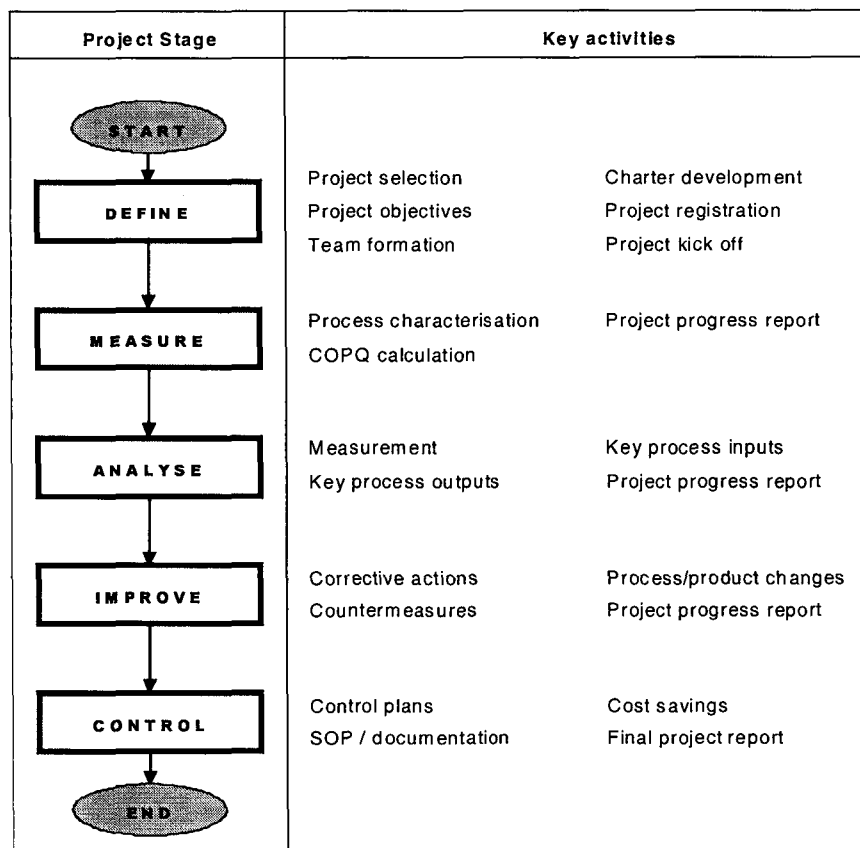 Project Stage Key activities
START
Project selection Charter development
DEFINE Project objectives Project registration
Team formation Project kick off
Process characterisation Project progress report
MEASURE
COPQ calculation
Measurement Key process inputs
ANALYSE
Key process outputs Project progress report
Corrective actions Process/product changes
IMPROVE
Countermeasures Project progress report
Control plans Cost savings
CONTROL
SOP / documentation Final project report
END